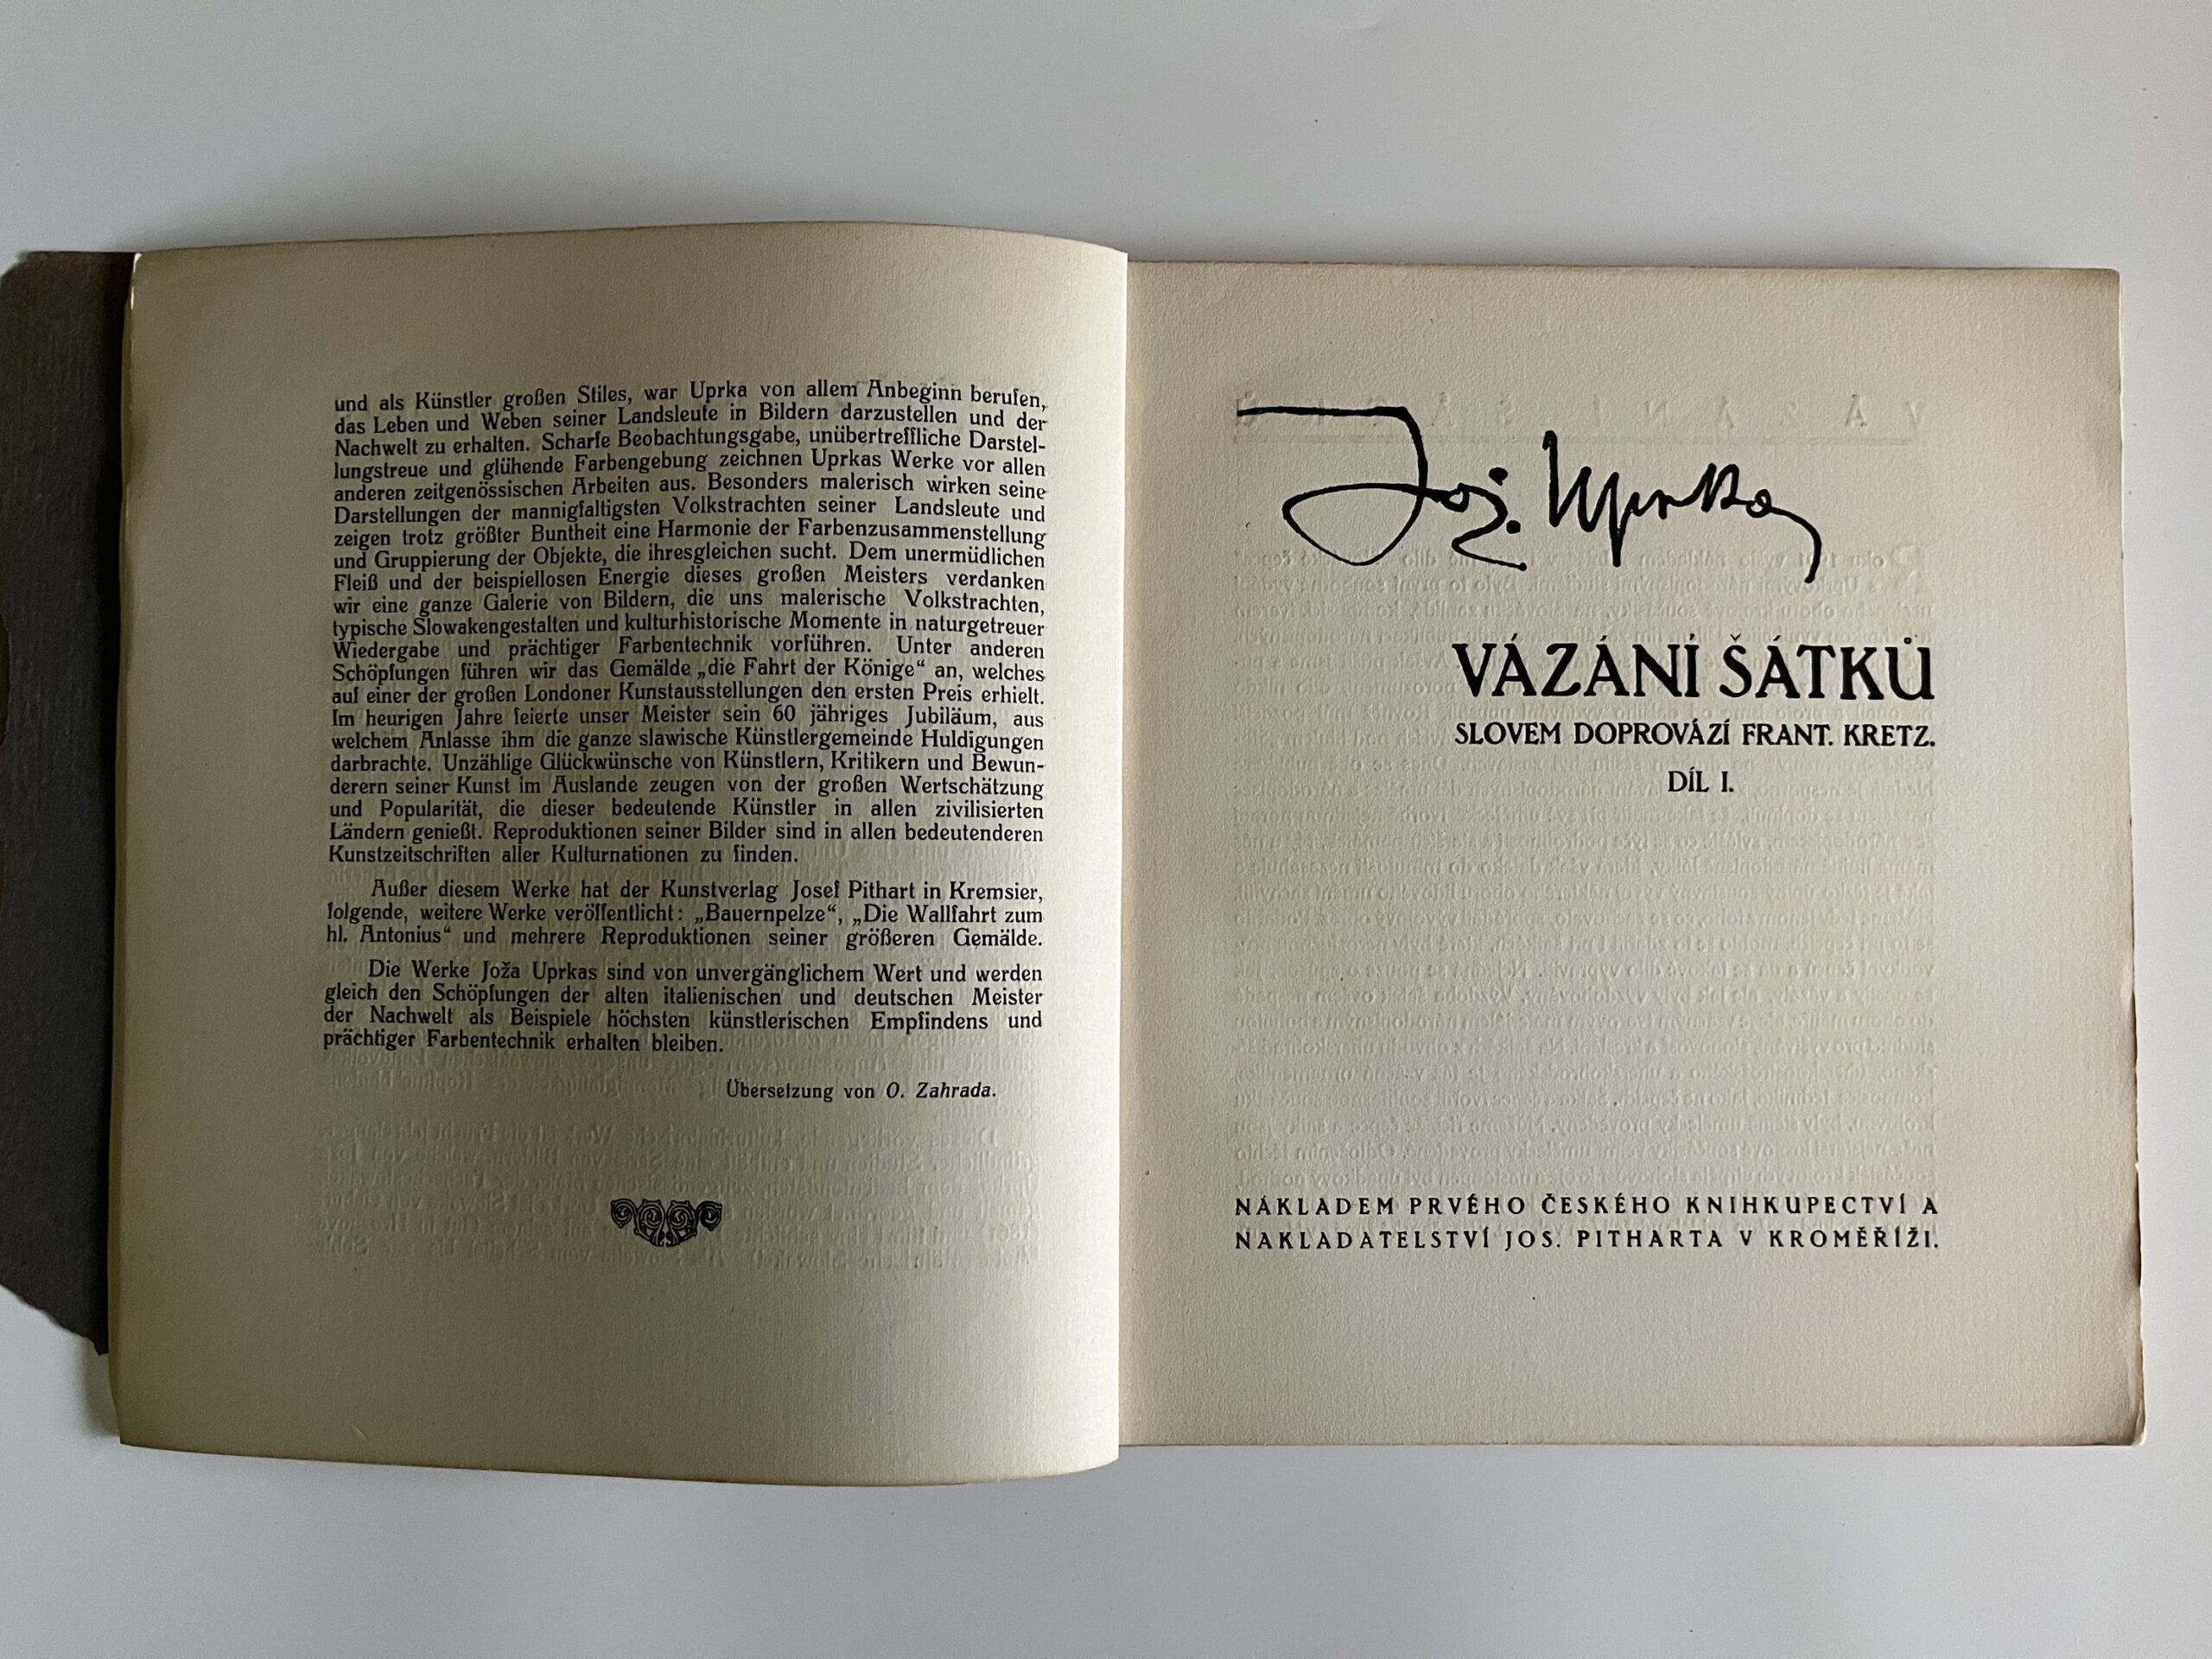 und als Künstler großen Stiles, war Uprka von allem Anbeginn berufen,
das Leben und Weben seiner Landsleute in Bildern darzustellen und der
Nachwelt zu erhalten. Scharfe Beobachtungsgabe, unübertreffliche Darstel-
lungstreue und glühende Farbengebung zeichnen Uprkas Werke vor allen
anderen zeitgenössischen Arbeiten aus. Besonders malerisch wirken seine
Darstellungen der mannigfaltigsten Volkstrachten seiner Landsleute und
zeigen trotz größter Buntheit eine Harmonie der Farbenzusammenstellung
und Gruppierung der Objekte, die ihresgleichen sucht. Dem unermüdlichen
Fleiß und der beispiellosen Energie dieses großen Meisters verdanken
wir eine ganze Galerie von Bildern, die uns malerische Volkstrachten,
typische Slowakengestalten und kulturhistorische Momente in naturgetreuer
Wiedergabe und prächtiger Farbentechnik vorführen. Unter anderen
Schöpfungen führen wir das Gemälde „die Fahrt der Könige“ an, welches
auf einer der großen Londoner Kunstausstellungen den ersten Preis erhielt.
Im heurigen Jahre feierte unser Meister sein 60 jähriges Jubiläum, aus
welchem Anlasse ihm die ganze slawische Künstlergemeinde Huldigungen
darbrachte. Unzählige Glückwünsche von Künstlern, Kritikern und Bewun-
derern seiner Kunst im Auslande zeugen von der großen Wertschätzung
und Popularität, die dieser bedeutende Künstler in allen zivilisierten
Ländern genießt. Reproduktionen seiner Bilder sind in allen bedeutenderen
Kunstzeitschriften aller Kulturnationen zu finden.
Außer diesem Werke hat der Kunstverlag Josef Pithart in Kremsier,
folgende, weitere Werke veröffentlicht: „Bauernpelze“, „Die Wallfahrt zum
hl. Antonius“ und mehrere Reproduktionen seiner größeren Gemälde.
Die Werke Joža Uprkas sind von unvergänglichem Wert und werden
gleich den Schöpfungen der alten italienischen und deutschen Meister
der Nachwelt als Beispiele höchsten künstlerischen Empfindens und
prächtiger Farbentechnik erhalten bleiben.
Übersetzung von O. Zahrada.
Jož. Uprka
VÁZÁNÍ ŠÁTKŮ
SLOVEM DOPROVÁZÍ FRANT. KRETZ.
DÍL I.
NÁKLADEM PRVÉHO ČESKÉHO KNIHKUPECTVÍ A
NAKLADATELSTVÍ JOS. PITHARTA V KROMĚŘÍŽI.